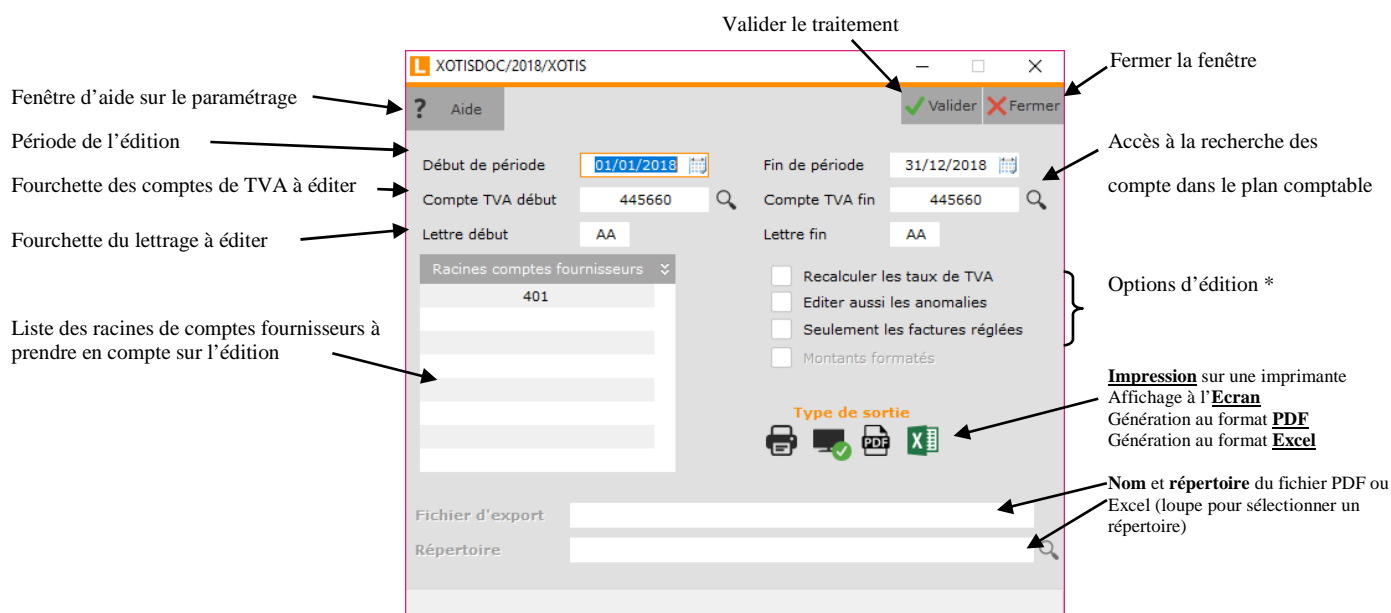 Valider le traitement
XOTISDOC/2018/XOTIS
Fermer la fenêtre
Fenêtre d'aide sur le paramétrage
? Aide
Valider
Fermer
Période de l'édition
Accès à la recherche des
compte dans le plan comptable
Début de période 01/01/2018
Fin de période 31/12/2018
Fourchette des comptes de TVA à éditer
Compte TVA début 445660
Compte TVA fin 445660
Fourchette du lettrage à éditer
Lettre début AA
Lettre fin AA
Racines comptes fournisseurs
401
Recalculer les taux de TVA
Editer aussi les anomalies
Seulement les factures réglées
Montants formatés
Options d'édition *
Liste des racines de comptes fournisseurs à
prendre en compte sur l'édition
Type de sortie
PDF
Impression sur une imprimante
Affichage à l'Ecran
Génération au format PDF
Génération au format Excel
Nom et répertoire du fichier PDF ou
Excel (loupe pour sélectionner un
répertoire)
Fichier d'export
Répertoire